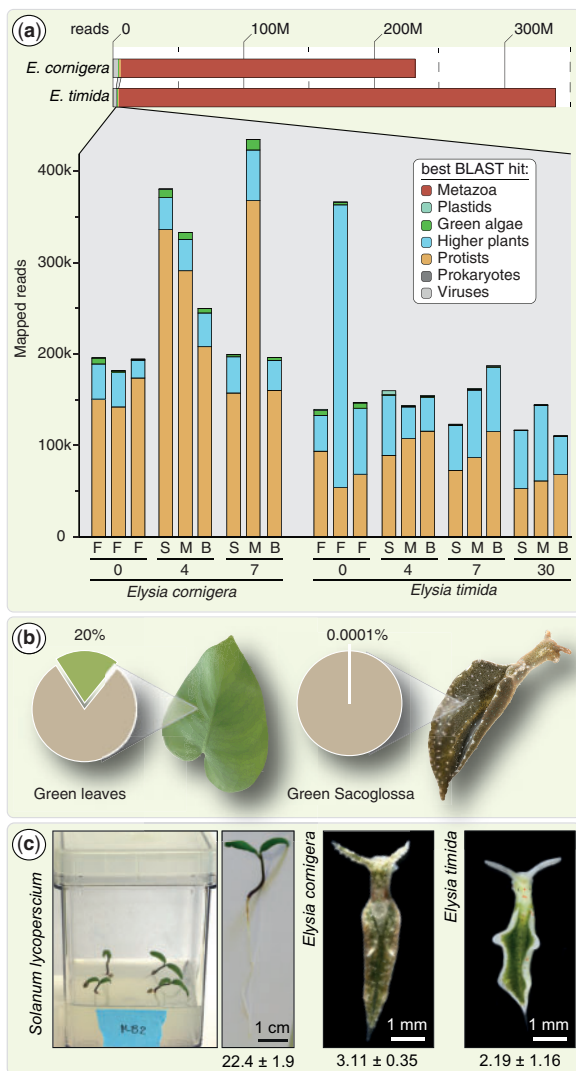 (a)
reads 0 100M 200M 300M
E. cornigera
E. timida
best BLAST hit:
Metazoa
Plastids
Green algae
Higher plants
Protists
Prokaryotes
Viruses
Mapped reads
400k
300k
200k
100k
0
F F F S M B S M B F F F S M B S M B S M B
0 4 7 0 4 7 30
Elysia cornigera Elysia timida
(b)
20% 0.0001%
Green leaves Green Sacoglossa
(c)
Solanum lycoperscium
1 cm
Elysia cornigera
1 mm
Elysia timida
1 mm
22.4 ± 1.9 3.11 ± 0.35 2.19 ± 1.16